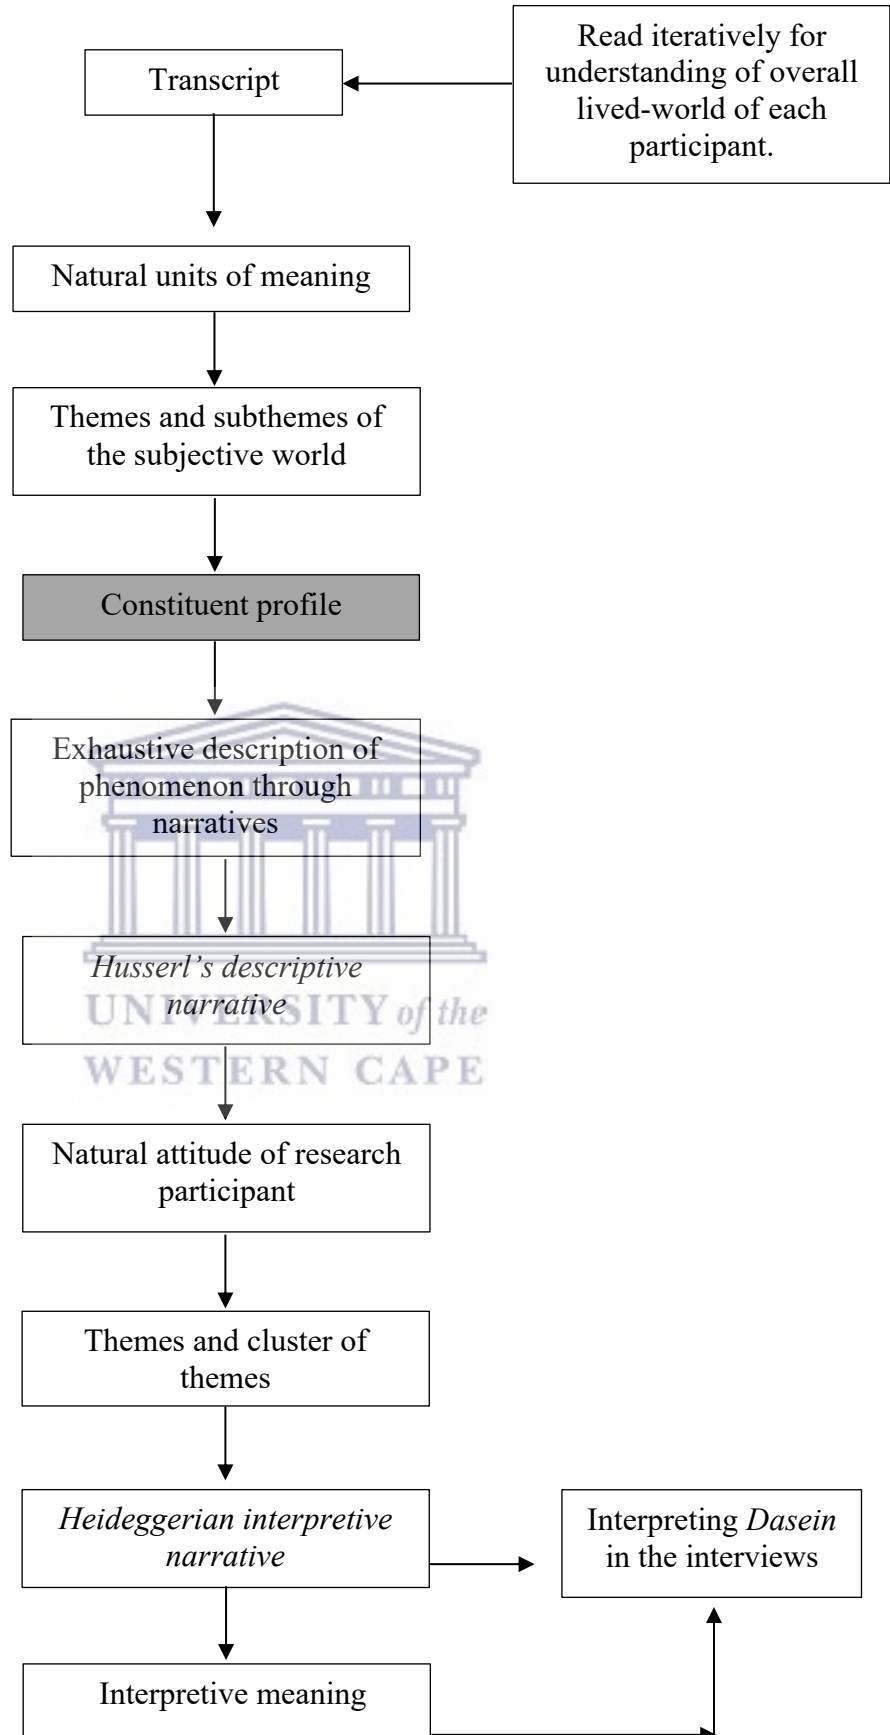 Transcript
Read iteratively for
understanding of overall
lived-world of each
participant.
Natural units of meaning
Themes and subthemes of
the subjective world
Constituent profile
Exhaustive description of
phenomenon through
narratives
Husserl’s descriptive
narrative
UNIVERSITY of the
WESTERN CAPE
Natural attitude of research
participant
Themes and cluster of
themes
Heideggerian interpretive
narrative
Interpreting Dasein
in the interviews
Interpretive meaning